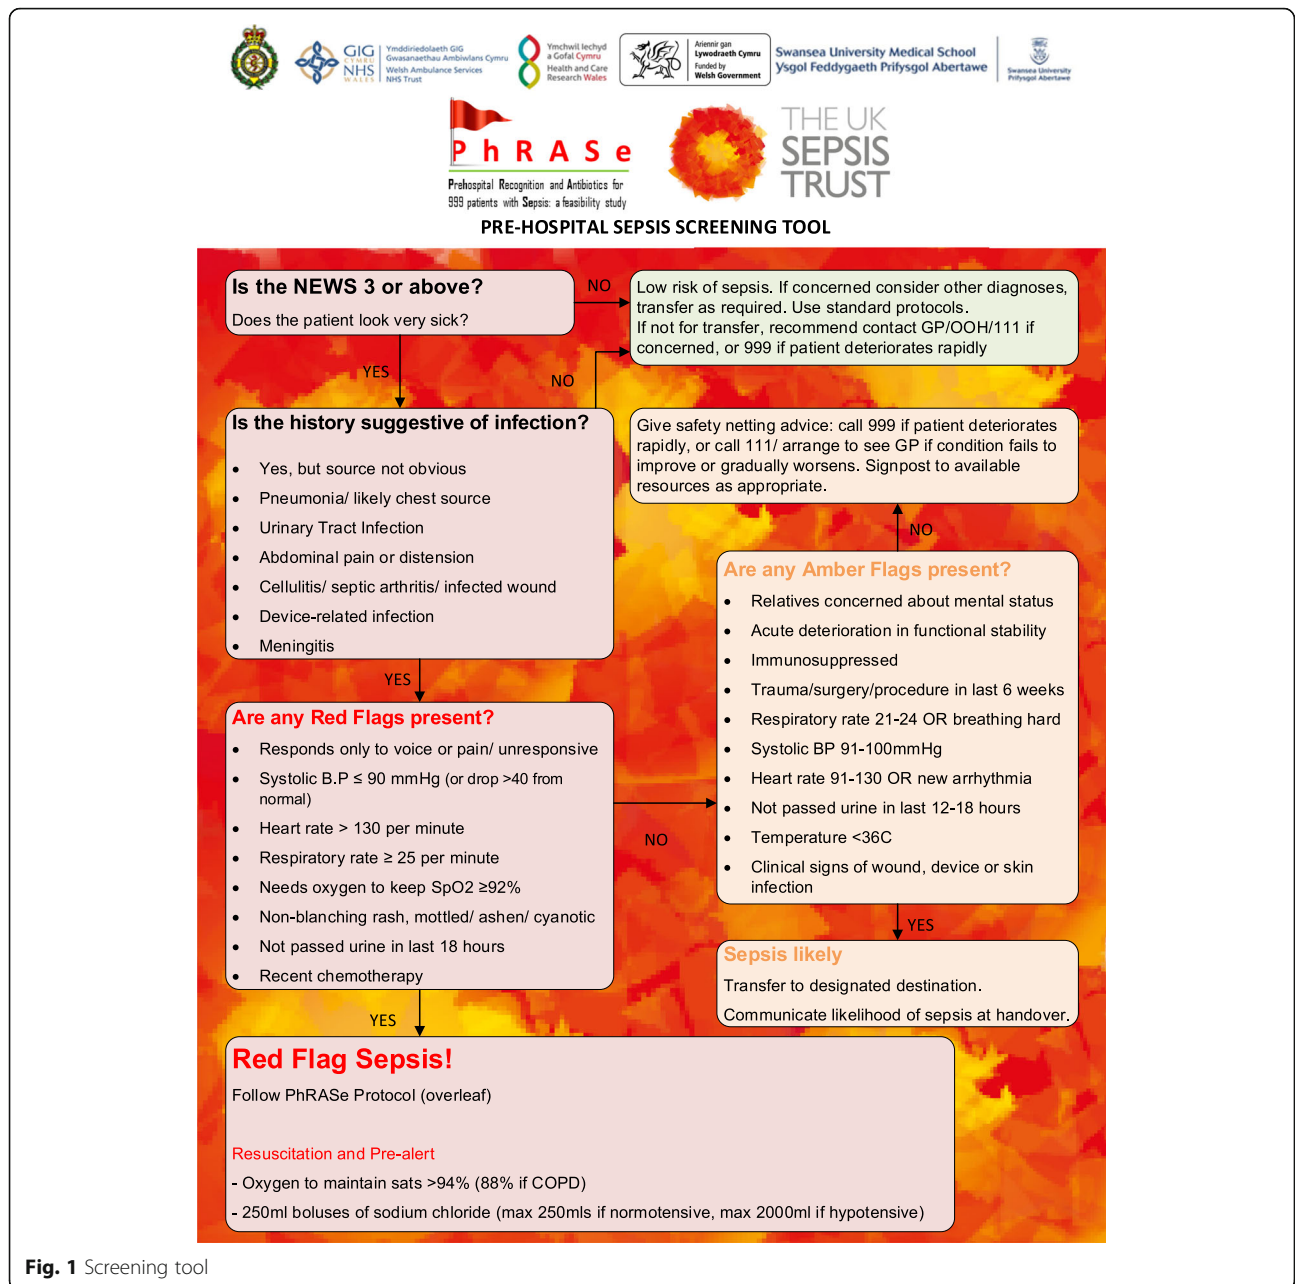 GIG
CYMRU
NHS
WALES
Ymddiriedolaeth GIG
Gwasanaethau Ambiwlans Cymru
Welsh Ambulance Services
NHS Trust
Ymchwil Iechyd
a Gofal Cymru
Health and Care
Research Wales
Ariennir gan
Lywodraeth Cymru
Funded by
Welsh Government
Swansea University Medical School
Ysgol Feddygaeth Prifysgol Abertawe
Swansea University
Prifysgol Abertawe
PhRASe
Prehospital Recognition and Antibiotics for
999 patients with Sepsis: a feasibility study
THE UK
SEPSIS
TRUST
PRE-HOSPITAL SEPSIS SCREENING TOOL
Is the NEWS 3 or above?
Does the patient look very sick?
NO
Low risk of sepsis. If concerned consider other diagnoses,
transfer as required. Use standard protocols.
If not for transfer, recommend contact GP/OOH/111 if
concerned, or 999 if patient deteriorates rapidly
YES
NO
Is the history suggestive of infection?
• Yes, but source not obvious
• Pneumonia/ likely chest source
• Urinary Tract Infection
• Abdominal pain or distension
• Cellulitis/ septic arthritis/ infected wound
• Device-related infection
• Meningitis
Give safety netting advice: call 999 if patient deteriorates
rapidly, or call 111/ arrange to see GP if condition fails to
improve or gradually worsens. Signpost to available
resources as appropriate.
NO
YES
Are any Red Flags present?
• Responds only to voice or pain/ unresponsive
• Systolic B.P ≤ 90 mmHg (or drop >40 from
normal)
• Heart rate > 130 per minute
• Respiratory rate ≥ 25 per minute
• Needs oxygen to keep SpO2 ≥92%
• Non-blanching rash, mottled/ ashen/ cyanotic
• Not passed urine in last 18 hours
• Recent chemotherapy
NO
Are any Amber Flags present?
• Relatives concerned about mental status
• Acute deterioration in functional stability
• Immunosuppressed
• Trauma/surgery/procedure in last 6 weeks
• Respiratory rate 21-24 OR breathing hard
• Systolic BP 91-100mmHg
• Heart rate 91-130 OR new arrhythmia
• Not passed urine in last 12-18 hours
• Temperature <36C
• Clinical signs of wound, device or skin
infection
YES
Sepsis likely
Transfer to designated destination.
Communicate likelihood of sepsis at handover.
YES
Red Flag Sepsis!
Follow PhRASe Protocol (overleaf)
Resuscitation and Pre-alert
- Oxygen to maintain sats >94% (88% if COPD)
- 250ml boluses of sodium chloride (max 250mls if normotensive, max 2000ml if hypotensive)
Fig. 1 Screening tool